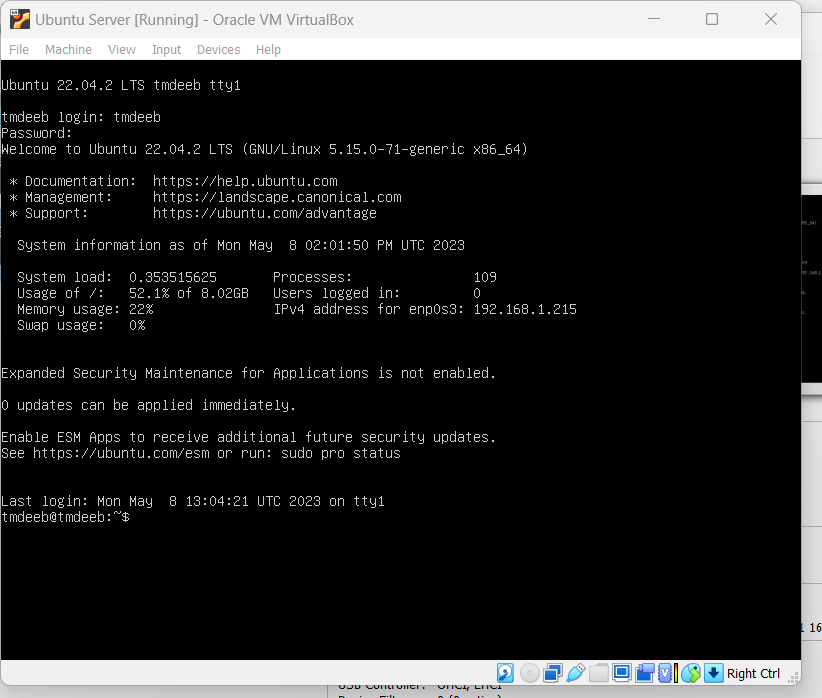 Ubuntu Server [Running] - Oracle VM VirtualBox
File Machine View Input Devices Help
Ubuntu 22.04.2 LTS tmdeeb tty1
tmdeeb login: tmdeeb
Password:
Welcome to Ubuntu 22.04.2 LTS (GNU/Linux 5.15.0-71-generic x86_64)
* Documentation:  https://help.ubuntu.com
* Management:     https://landscape.canonical.com
* Support:        https://ubuntu.com/advantage
System information as of Mon May  8 02:01:50 PM UTC 2023
System load:  0.353515625       Processes:               109
Usage of /:   52.1% of 8.02GB   Users logged in:         0
Memory usage: 22%               IPv4 address for enp0s3: 192.168.1.215
Swap usage:   0%
Expanded Security Maintenance for Applications is not enabled.
0 updates can be applied immediately.
Enable ESM Apps to receive additional future security updates.
See https://ubuntu.com/esm or run: sudo pro status
Last login: Mon May  8 13:04:21 UTC 2023 on tty1
tmdeeb@tmdeeb:~$
Right Ctrl